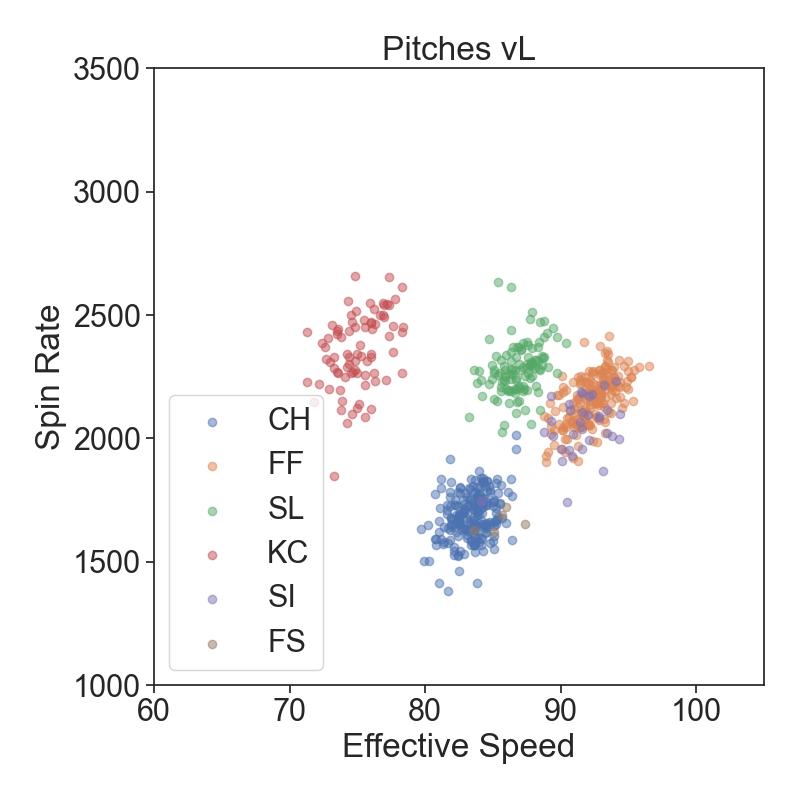 Pitches vL
3500
3000
2500
2000
1500
1000
Spin Rate
CH
FF
SL
KC
SI
FS
60 70 80 90 100
Effective Speed